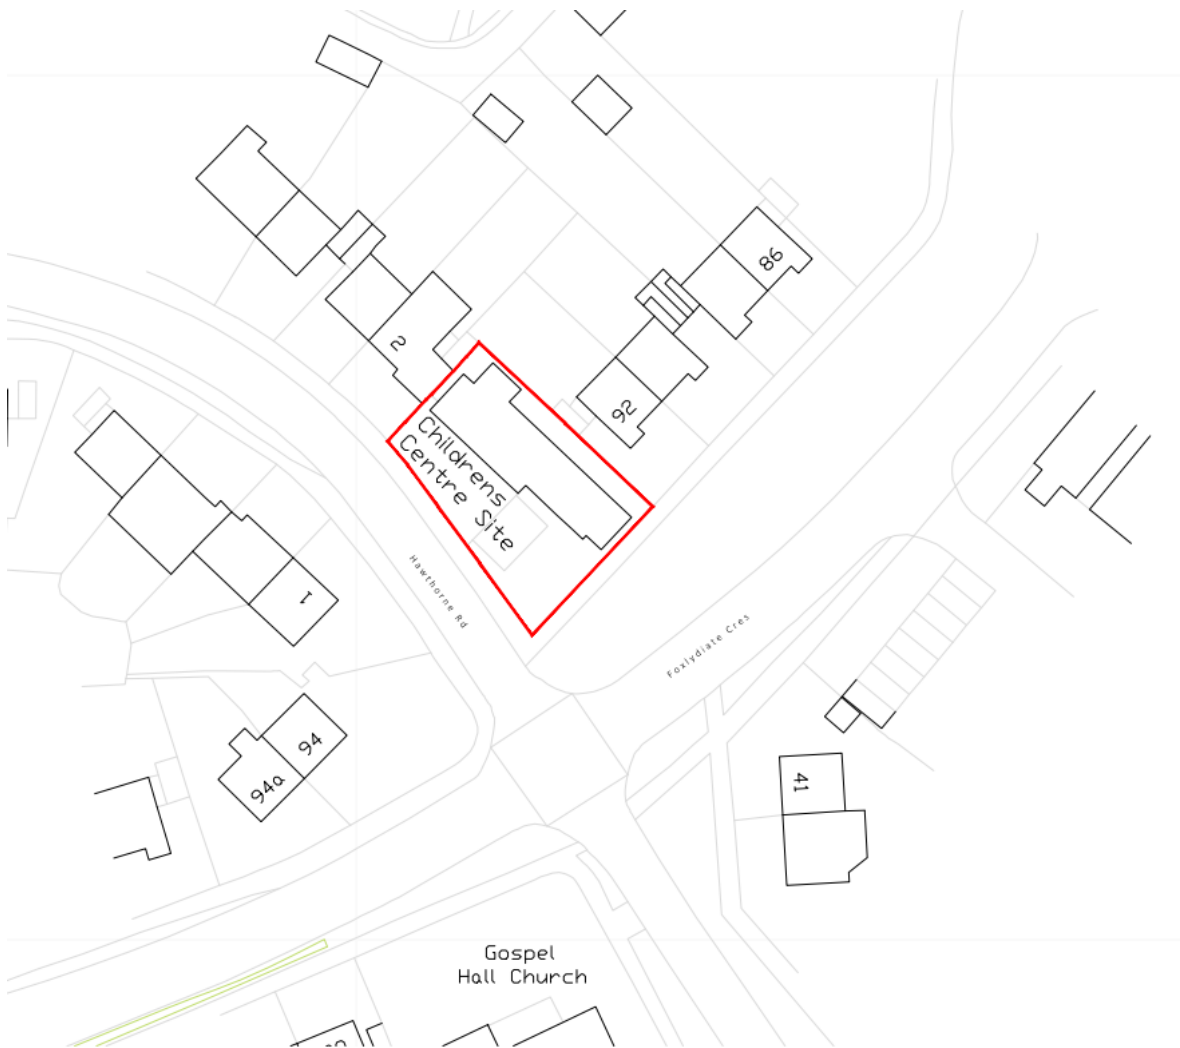 86
2
92
Childrens
Centre Site
Hawthorne Rd
1
Foxlydiate Cres
94
94a
41
Gospel
Hall Church